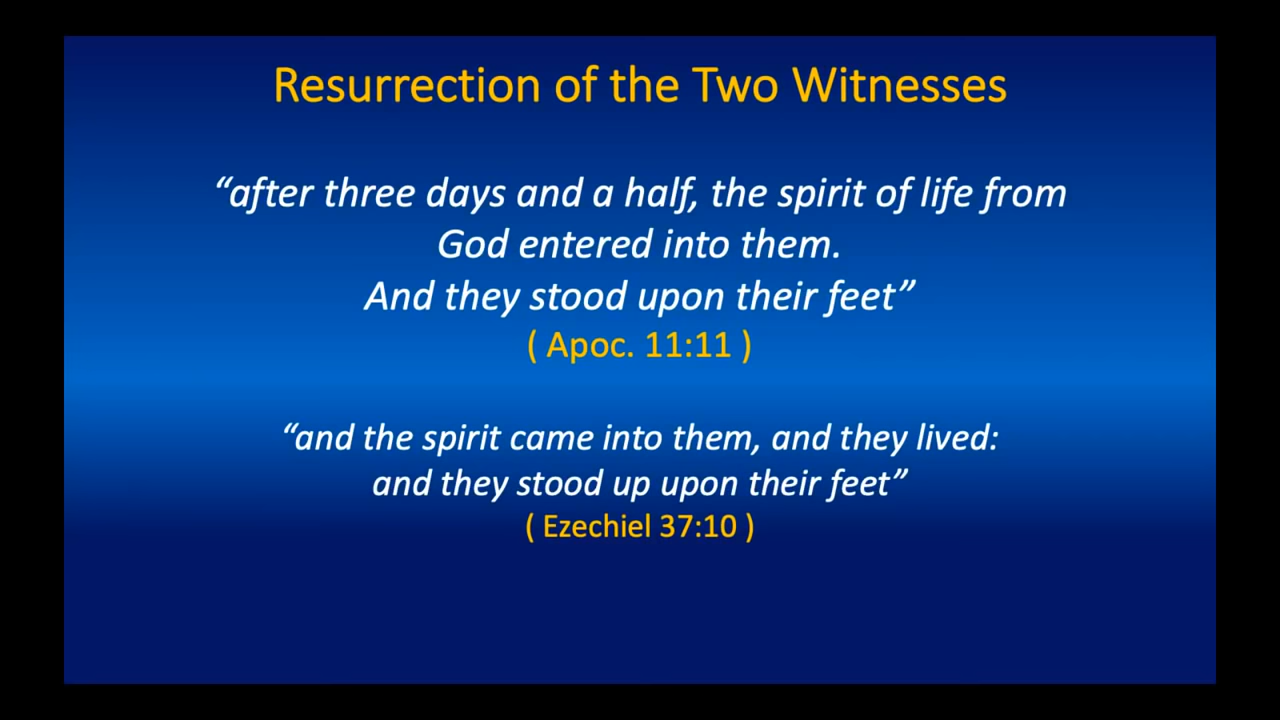 Resurrection of the Two Witnesses
“after three days and a half, the spirit of life from
God entered into them.
And they stood upon their feet”
( Apoc. 11:11 )
“and the spirit came into them, and they lived:
and they stood up upon their feet”
( Ezechiel 37:10 )